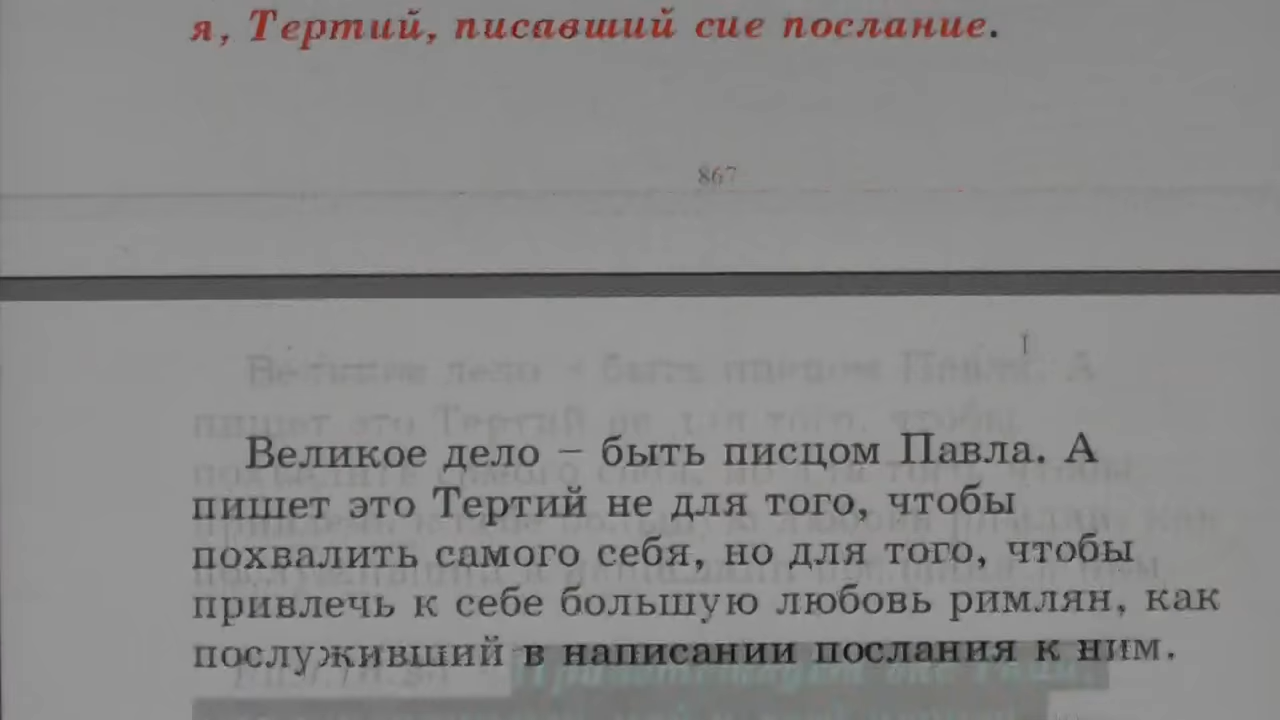 я, Тертий, писавший сие послание.
867
Великое дело – быть писцом Павла. А
пишет это Тертий не для того, чтобы
похвалить самого себя, но для того, чтобы
привлечь к себе большую любовь римлян, как
послуживший в написании послания к ним.